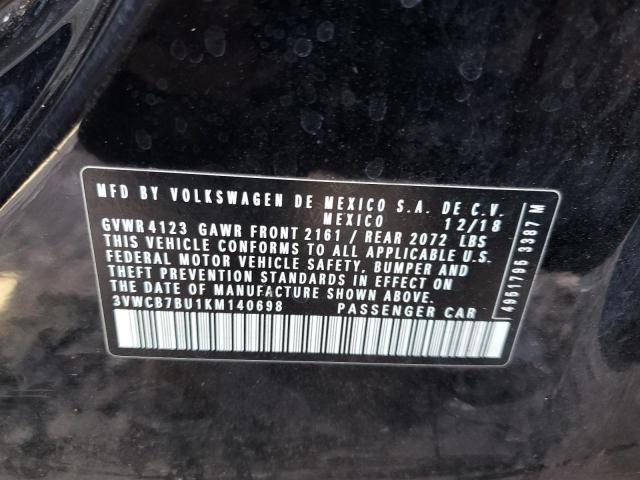 MFD BY VOLKSWAGEN DE MEXICO S.A. DE C.V.
MEXICO 12/18
GVWR 4123 GAWR FRONT 2161 / REAR 2072 LBS
THIS VEHICLE CONFORMS TO ALL APPLICABLE U.S.
FEDERAL MOTOR VEHICLE SAFETY, BUMPER AND
THEFT PREVENTION STANDARDS IN EFFECT ON
THE DATE OF MANUFACTURE SHOWN ABOVE.
3VWCB7BU1KM140698 PASSENGER CAR
4961796 3387 M